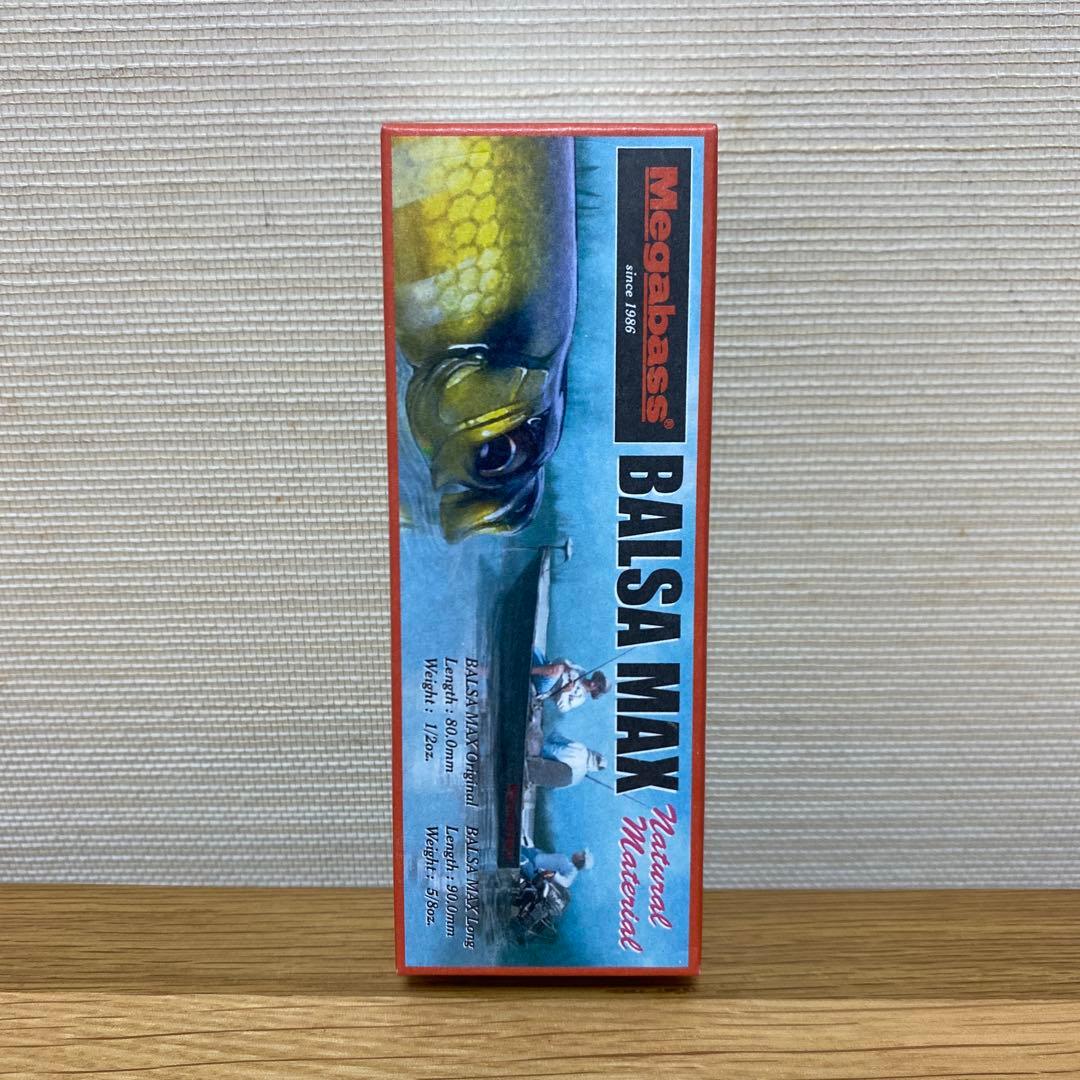 Megabass®
since 1986
BALSA MAX
Natural
Material
BALSA MAX Original
Length : 80.0mm
Weight : 1/2oz.
BALSA MAX Long
Length : 90.0mm
Weight : 5/8oz.